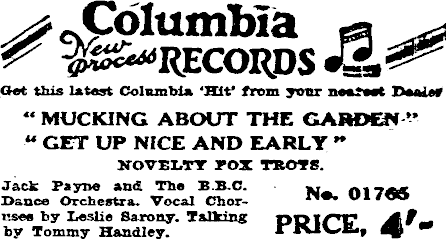 Columbia
New process RECORDS
Get this latest Columbia 'Hit' from your nearest Dealer
"MUCKING ABOUT THE GARDEN"
"GET UP NICE AND EARLY"
NOVELTY FOX TROTS.
Jack Payne and The B.B.C.
Dance Orchestra. Vocal Chor-
uses by Leslie Sarony. Talking
by Tommy Handley.
No. 01765
PRICE, 4'-